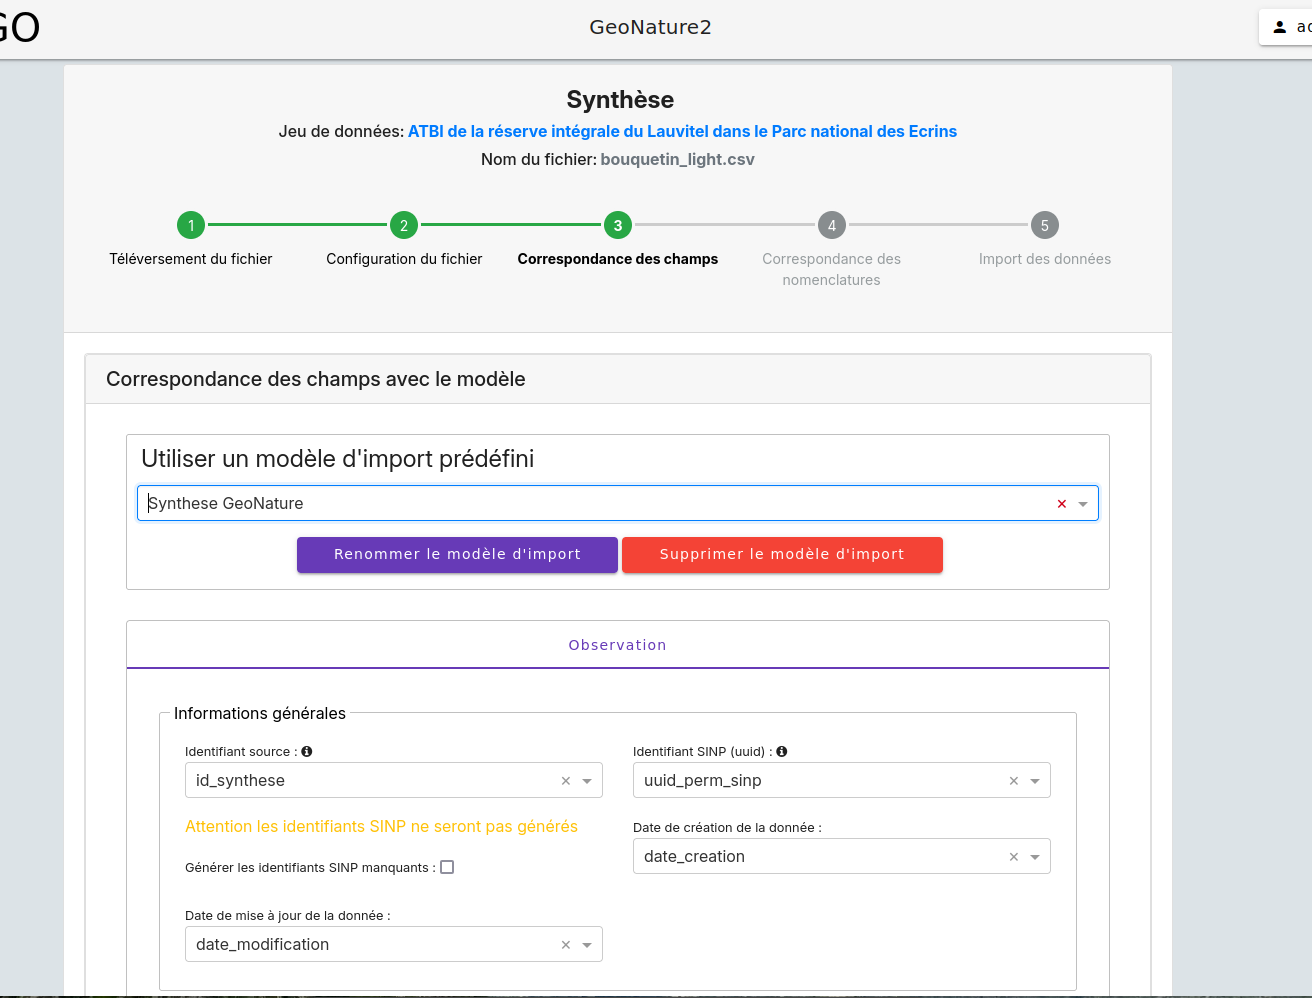 GO
GeoNature2
Synthèse
Jeu de données: ATBI de la réserve intégrale du Lauvitel dans le Parc national des Ecrins
Nom du fichier: bouquetin_light.csv
1 2 3 4 5
Téléversement du fichier Configuration du fichier Correspondance des champs Correspondance des Import des données
nomenclatures
Correspondance des champs avec le modèle
Utiliser un modèle d'import prédéfini
Synthese GeoNature
Renommer le modèle d'import Supprimer le modèle d'import
Observation
Informations générales
Identifiant source : Identifiant SINP (uuid) :
id_synthese uuid_perm_sinp
Attention les identifiants SINP ne seront pas générés Date de création de la donnée :
date_creation
Générer les identifiants SINP manquants :
Date de mise à jour de la donnée :
date_modification